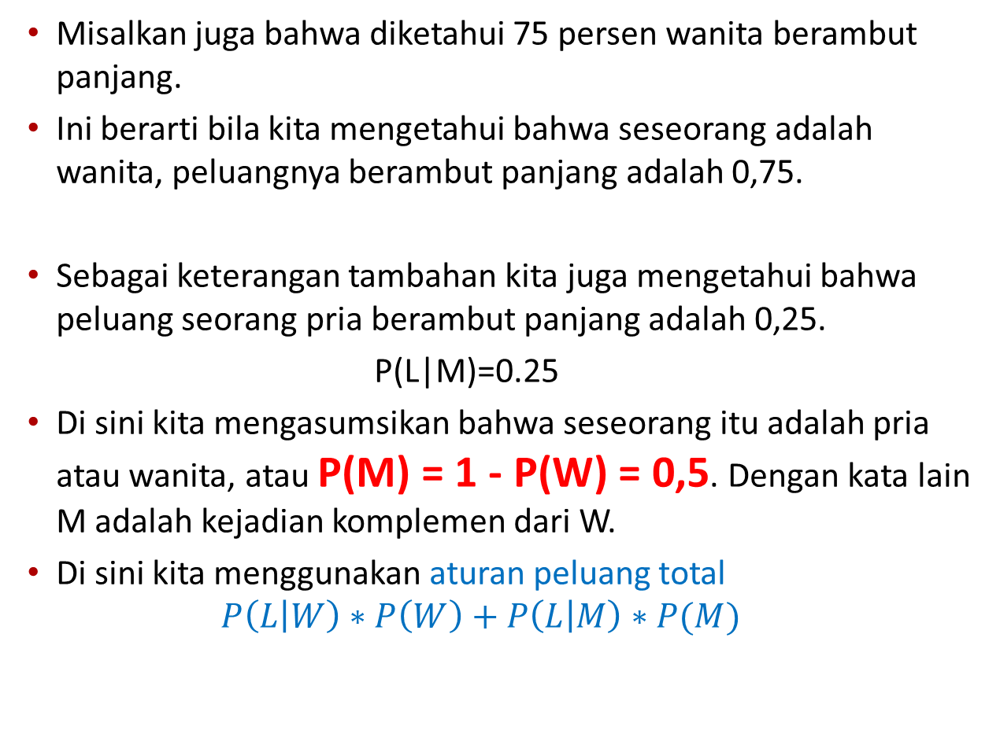 • Misalkan juga bahwa diketahui 75 persen wanita berambut
panjang.
• Ini berarti bila kita mengetahui bahwa seseorang adalah
wanita, peluangnya berambut panjang adalah 0,75.
• Sebagai keterangan tambahan kita juga mengetahui bahwa
peluang seorang pria berambut panjang adalah 0,25.
P(L|M)=0.25
• Di sini kita mengasumsikan bahwa seseorang itu adalah pria
atau wanita, atau P(M) = 1 - P(W) = 0,5. Dengan kata lain
M adalah kejadian komplemen dari W.
• Di sini kita menggunakan aturan peluang total
P(L|W) ∗ P(W) + P(L|M) ∗ P(M)